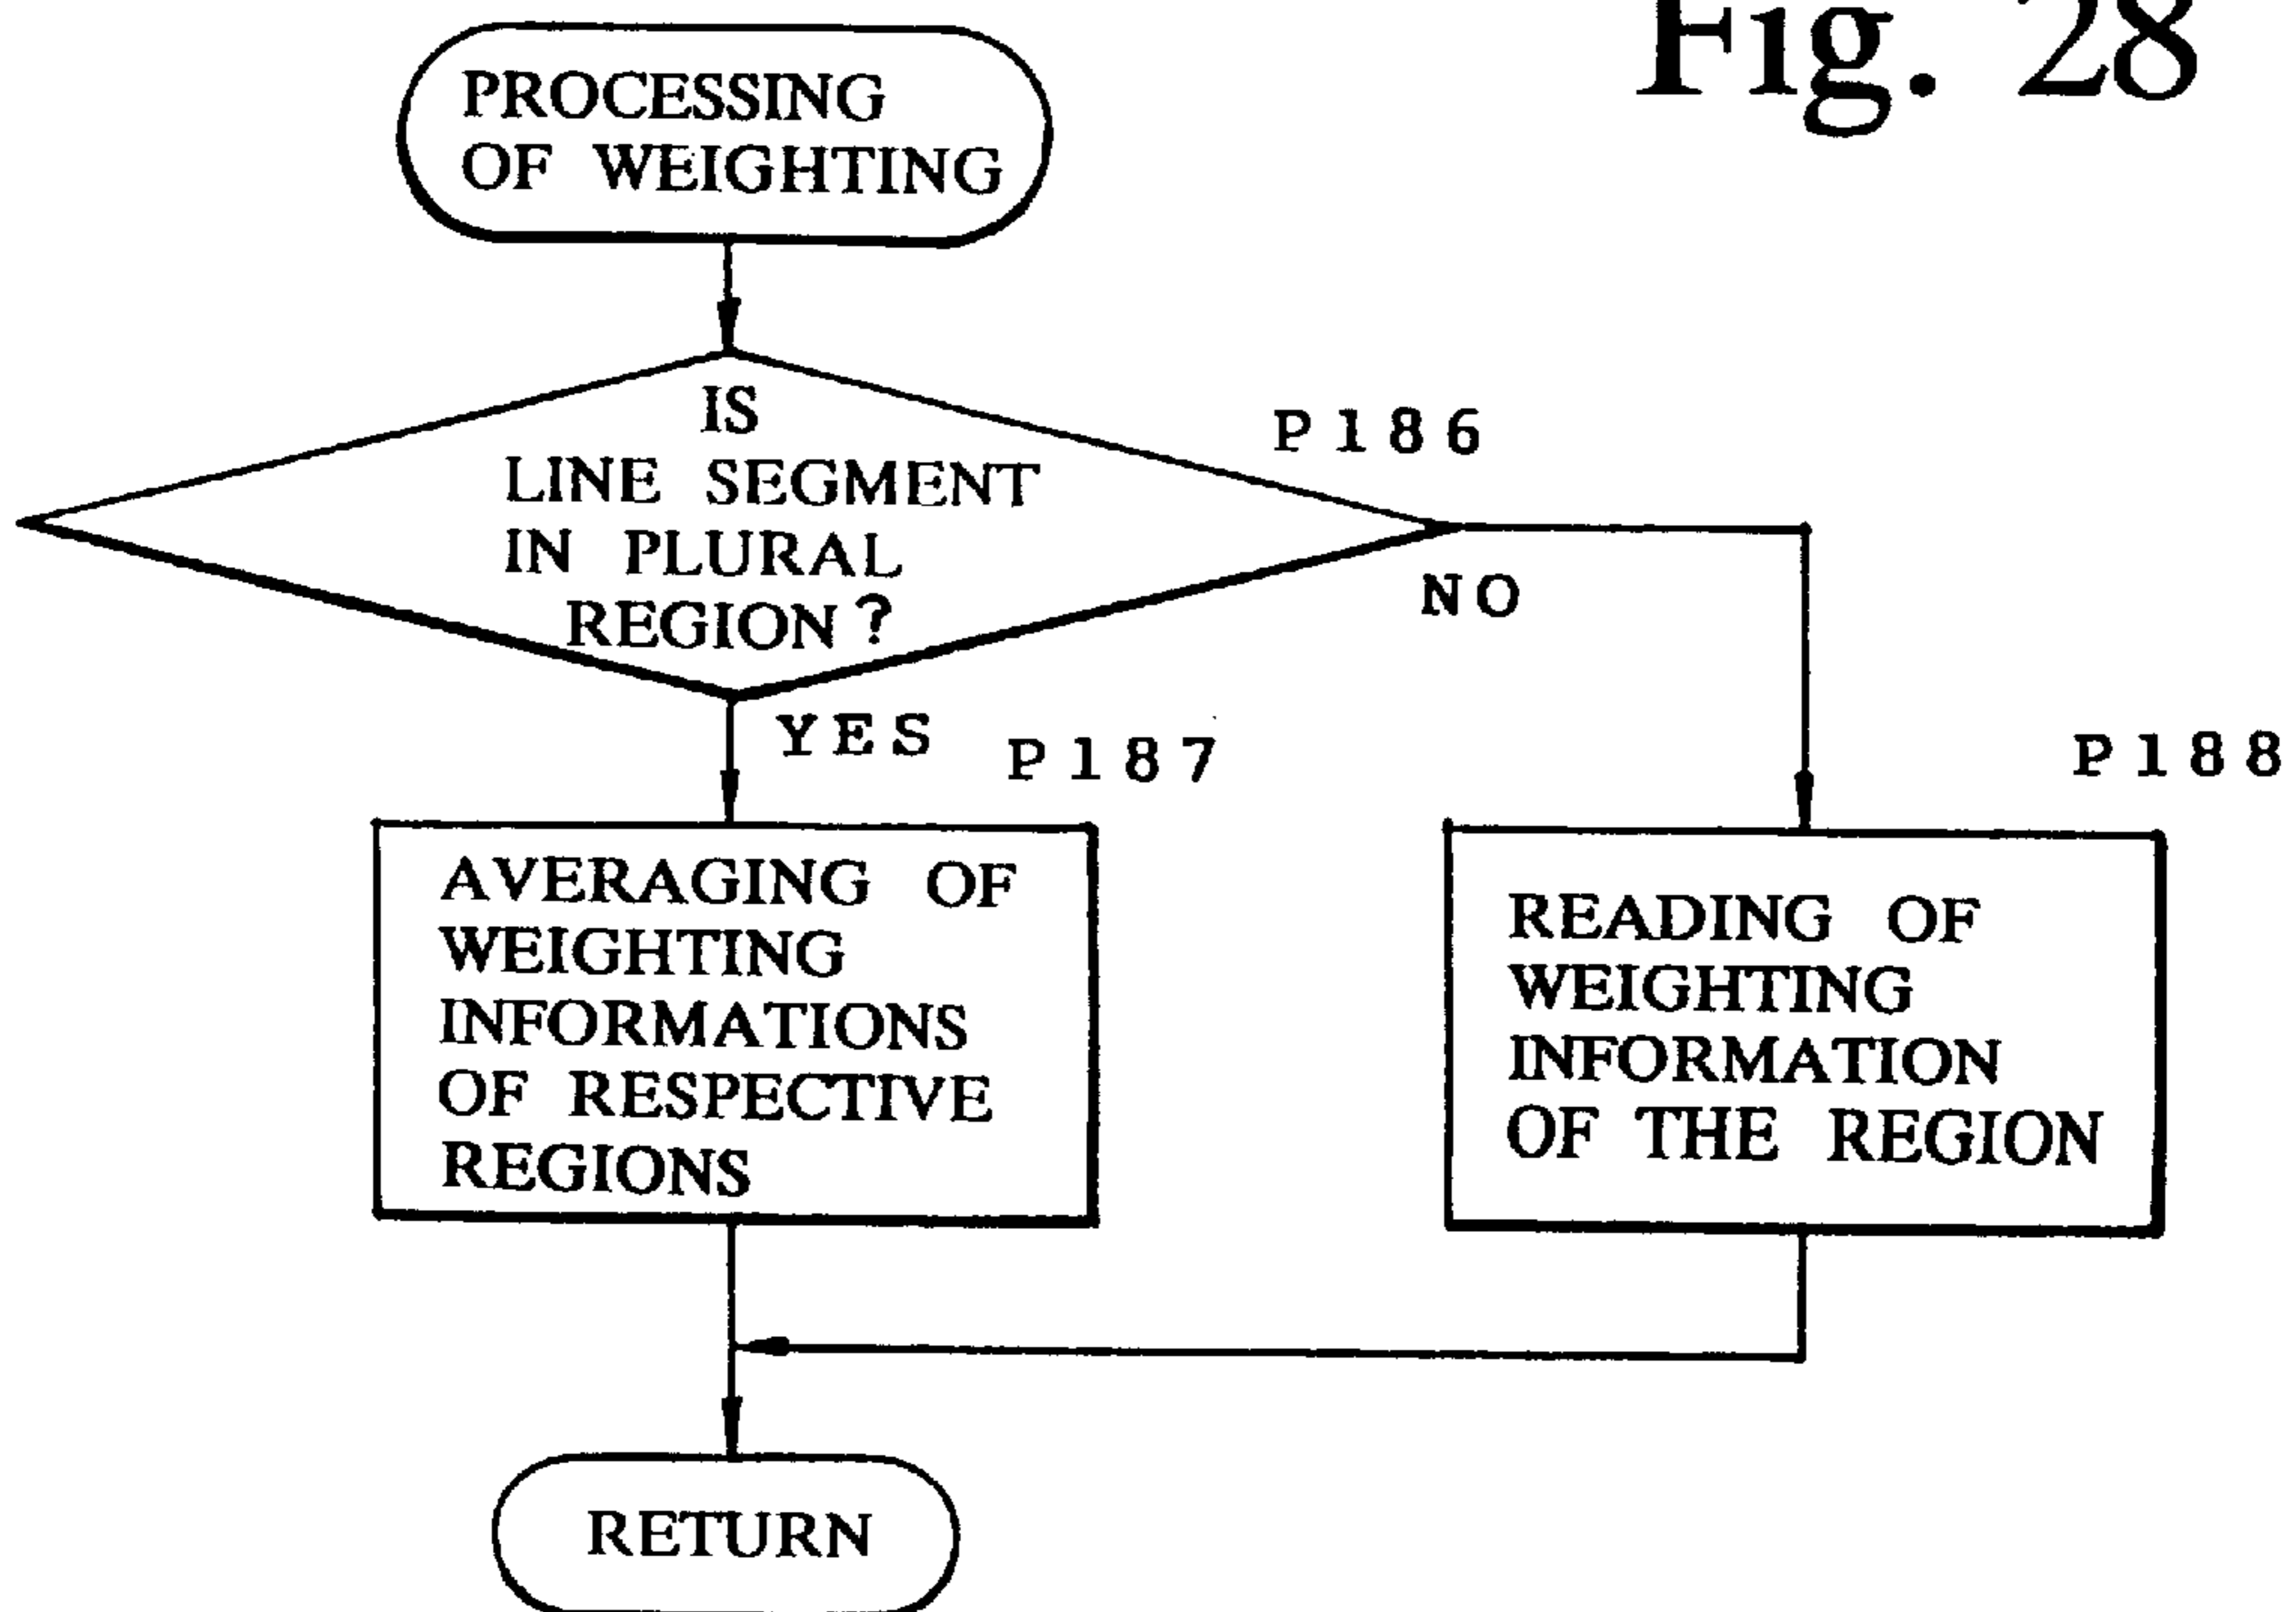 Fig. 28
PROCESSING
OF WEIGHTING
IS
LINE SEGMENT
IN PLURAL
REGION ?
P186
NO
YES
P187
P188
AVERAGING OF
WEIGHTING
INFORMATIONS
OF RESPECTIVE
REGIONS
READING OF
WEIGHTING
INFORMATION
OF THE REGION
RETURN